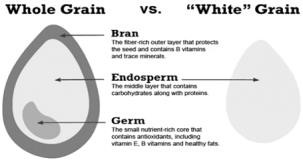 Whole Grain vs. “White” Grain
Bran
The fiber-rich outer layer that protects
the seed and contains B vitamins
and trace minerals.
Endosperm
The middle layer that contains
carbohydrates along with proteins.
Germ
The small nutrient-rich core that
contains antioxidants, including
vitamin E, B vitamins and healthy fats.